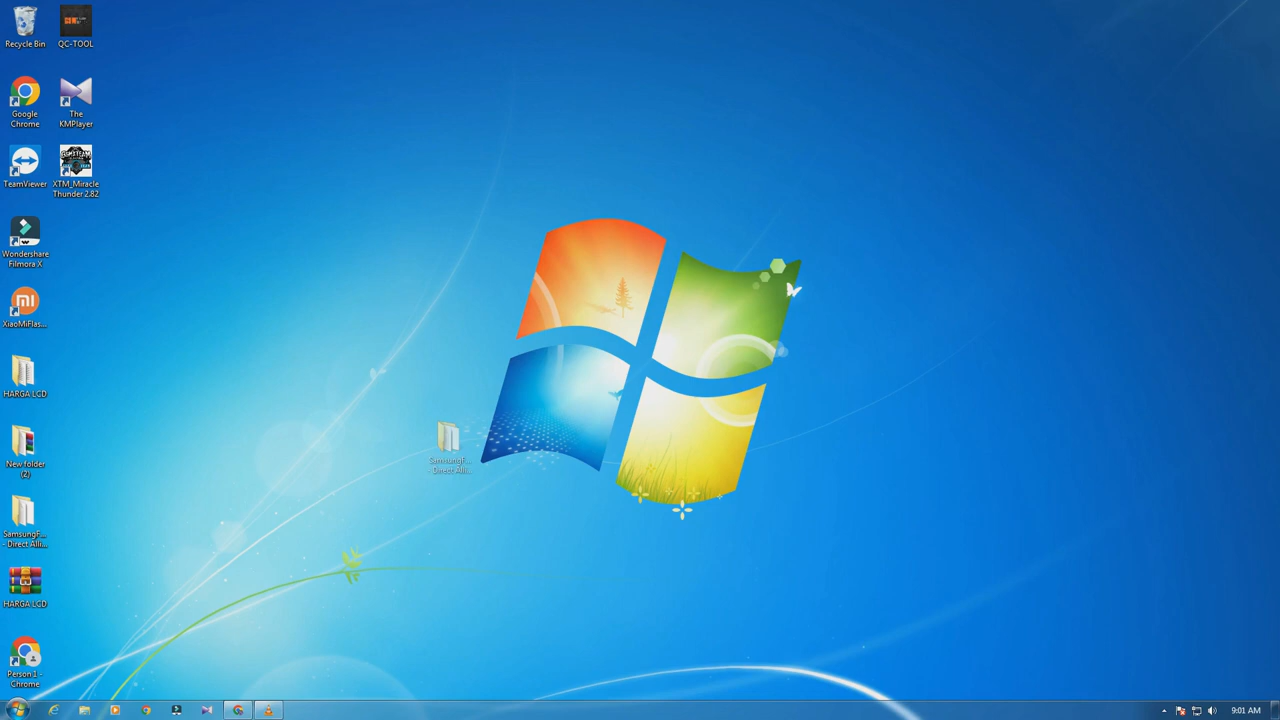 Recycle Bin
QC-TOOL
Google
Chrome
The
KMPlayer
TeamViewer
XTM_Miracle
Thunder 2.82
Wondershare
Filmora X
XiaoMiFlas...
HARGA LCD
New folder
(2)
SamsungF...
- Direct Alli...
SamsungF...
- Direct Alli...
HARGA LCD
Person 1 -
Chrome
9:01 AM